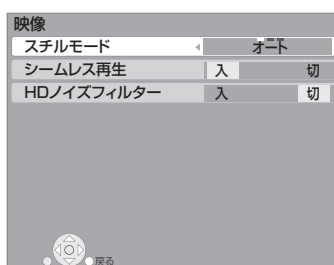 映像
スチルモード オート
シームレス再生 入 切
HDノイズフィルター 入 切
戻る